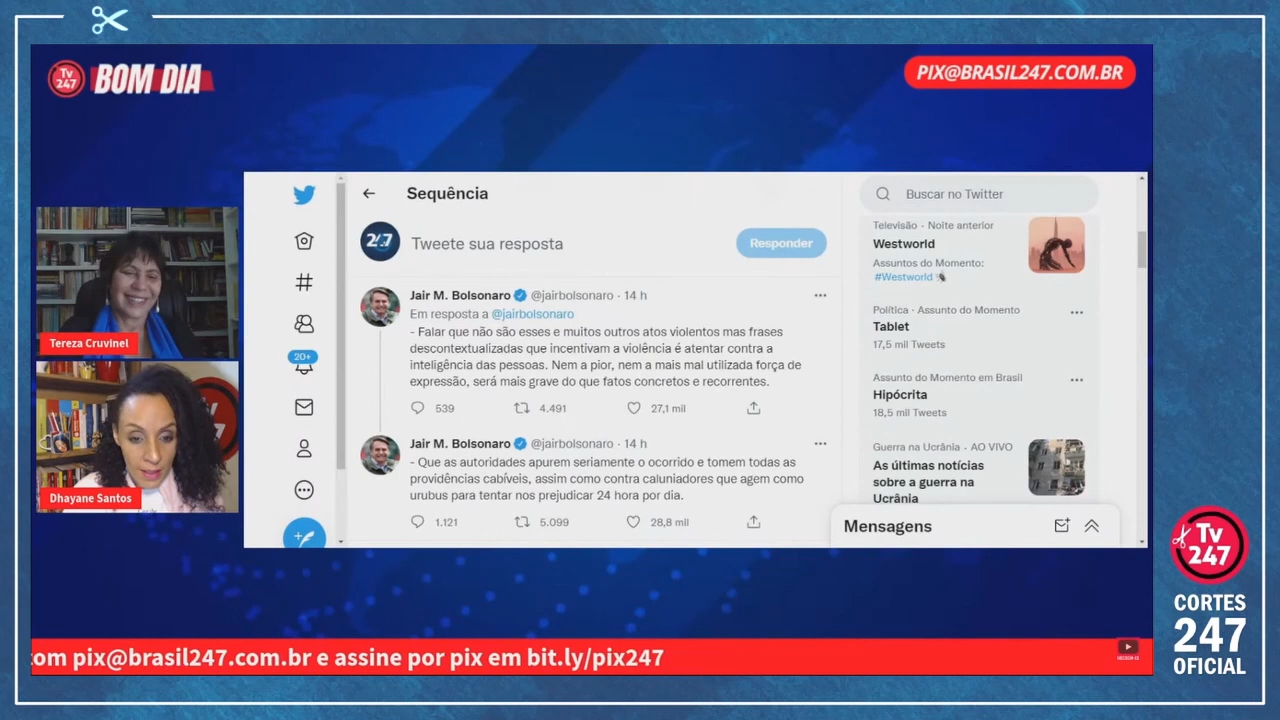 Tv
247
BOM DIA
PIX@BRASIL247.COM.BR
Sequência
Buscar no Twitter
247
Tweete sua resposta
Responder
Televisão · Noite anterior
Westworld
Assuntos do Momento:
#Westworld
Jair M. Bolsonaro @jairbolsonaro · 14 h
Em resposta a @jairbolsonaro
- Falar que não são esses e muitos outros atos violentos mas frases
descontextualizadas que incentivam a violência é atentar contra a
inteligência das pessoas. Nem a pior, nem a mais mal utilizada força de
expressão, será mais grave do que fatos concretos e recorrentes.
539 4.491 27,1 mil
Política · Assunto do Momento
Tablet
17,5 mil Tweets
Assunto do Momento em Brasil
Hipócrita
18,5 mil Tweets
20+
Jair M. Bolsonaro @jairbolsonaro · 14 h
- Que as autoridades apurem seriamente o ocorrido e tomem todas as
providências cabíveis, assim como contra caluniadores que agem como
urubus para tentar nos prejudicar 24 hora por dia.
1.121 5.099 28,8 mil
Guerra na Ucrânia · AO VIVO
As últimas notícias
sobre a guerra na
Ucrânia
Mensagens
Tereza Cruvinel
Dhayane Santos
com pix@brasil247.com.br e assine por pix em bit.ly/pix247
Tv
247
CORTES
247
OFICIAL